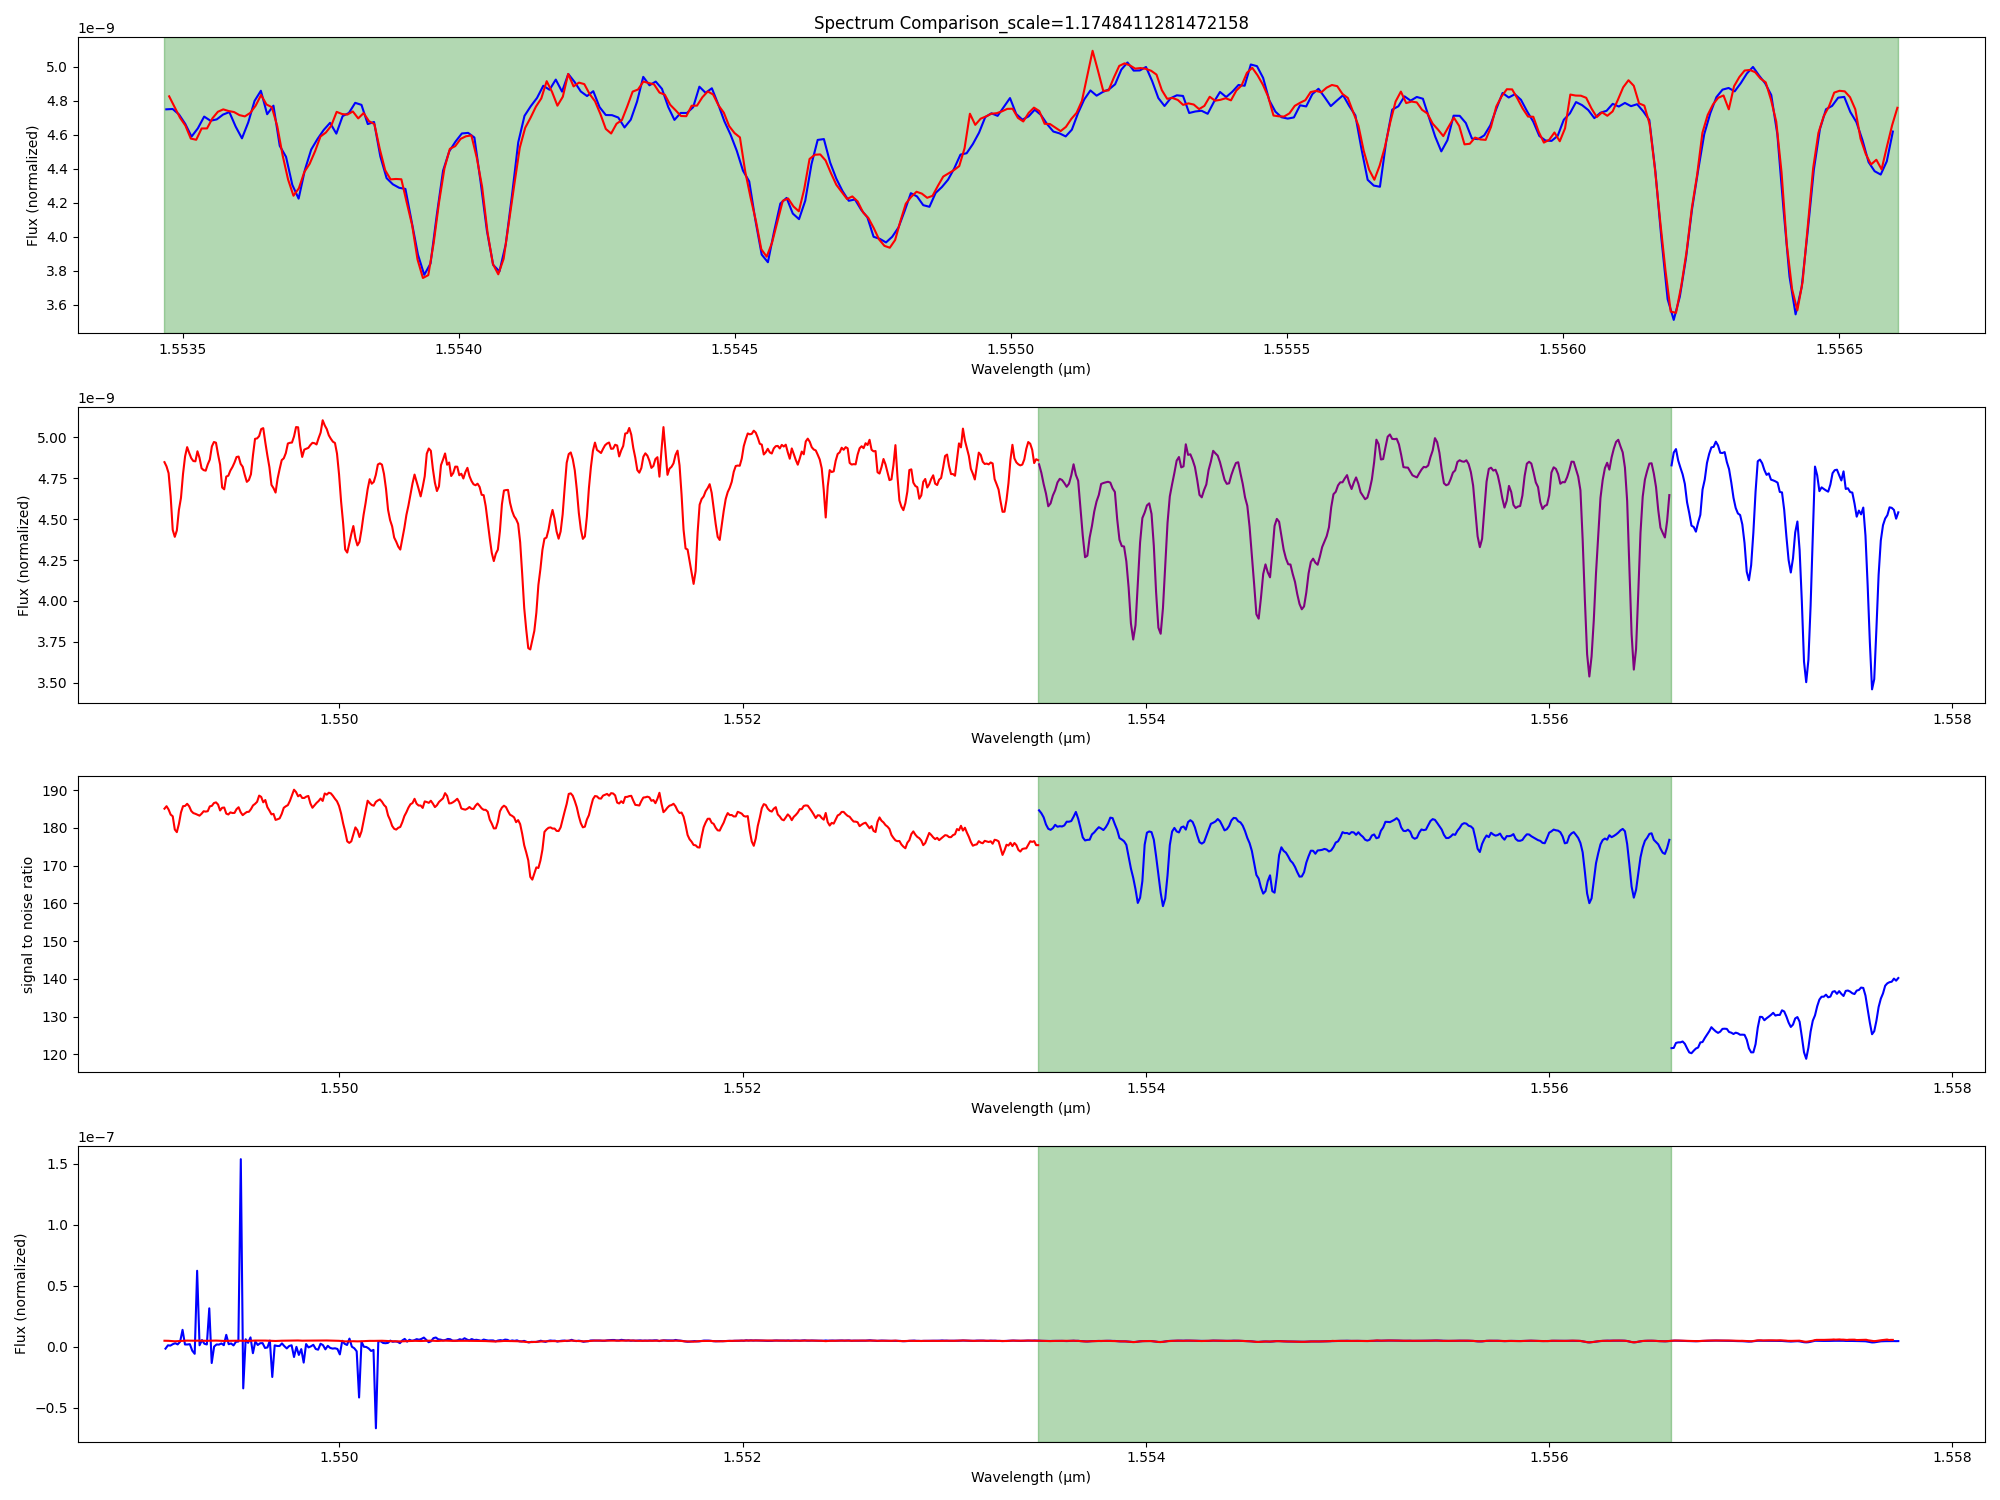 Spectrum Comparison_scale=1.1748411281472158
1e−9
5.0
4.8
4.6
4.4
4.2
4.0
3.8
3.6
Flux (normalized)
1.5535 1.5540 1.5545 1.5550 1.5555 1.5560 1.5565
Wavelength (μm)
1e−9
5.00
4.75
4.50
4.25
4.00
3.75
3.50
Flux (normalized)
1.550 1.552 1.554 1.556 1.558
Wavelength (μm)
190
180
170
160
150
140
130
120
signal to noise ratio
1.550 1.552 1.554 1.556 1.558
Wavelength (μm)
1e−7
1.5
1.0
0.5
0.0
−0.5
Flux (normalized)
1.550 1.552 1.554 1.556 1.558
Wavelength (μm)